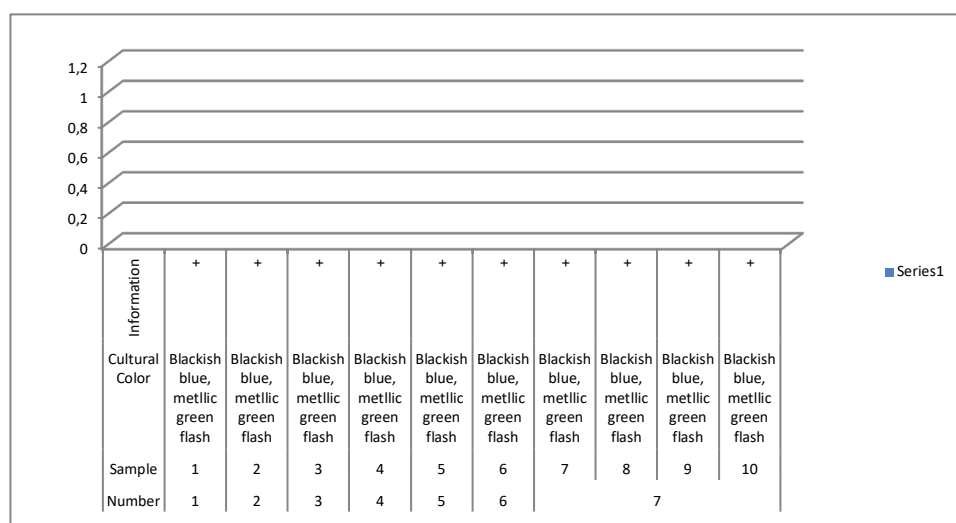 1,2
1
0,8
0,6
0,4
0,2
0
Information + + + + + + + + + +
Cultural Blackish Blackish Blackish Blackish Blackish Blackish Blackish Blackish Blackish Blackish
Color blue, blue, blue, blue, blue, blue, blue, blue, blue, blue,
metllic metllic metllic metllic metllic metllic metllic metllic metllic metllic
green green green green green green green green green green
flash flash flash flash flash flash flash flash flash flash
Sample 1 2 3 4 5 6 7 8 9 10
Number 1 2 3 4 5 6 7
Series1